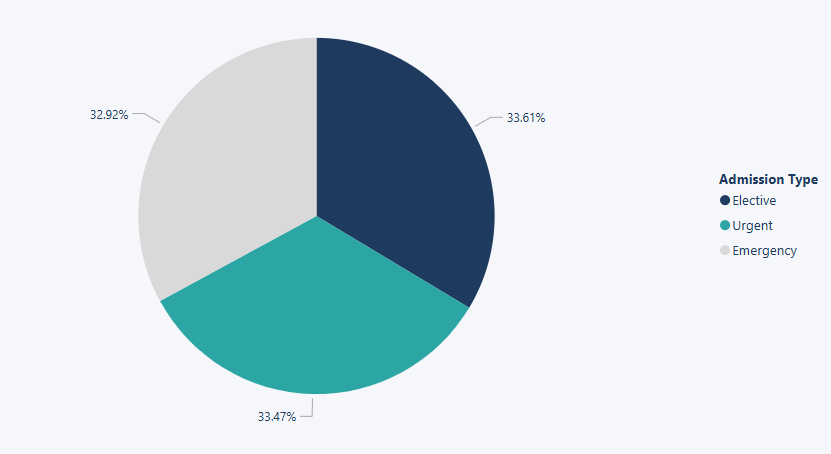 32.92%
33.61%
33.47%
Admission Type
Elective
Urgent
Emergency